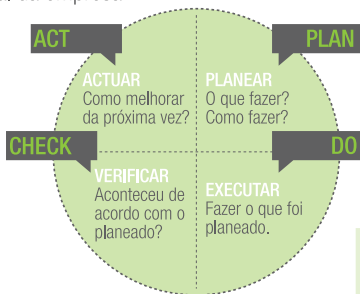 ACT
PLAN
ACTUAR
Como melhorar
da próxima vez?
PLANEAR
O que fazer?
Como fazer?
CHECK
DO
VERIFICAR
Aconteceu de
acordo com o
planeado?
EXECUTAR
Fazer o que foi
planeado.